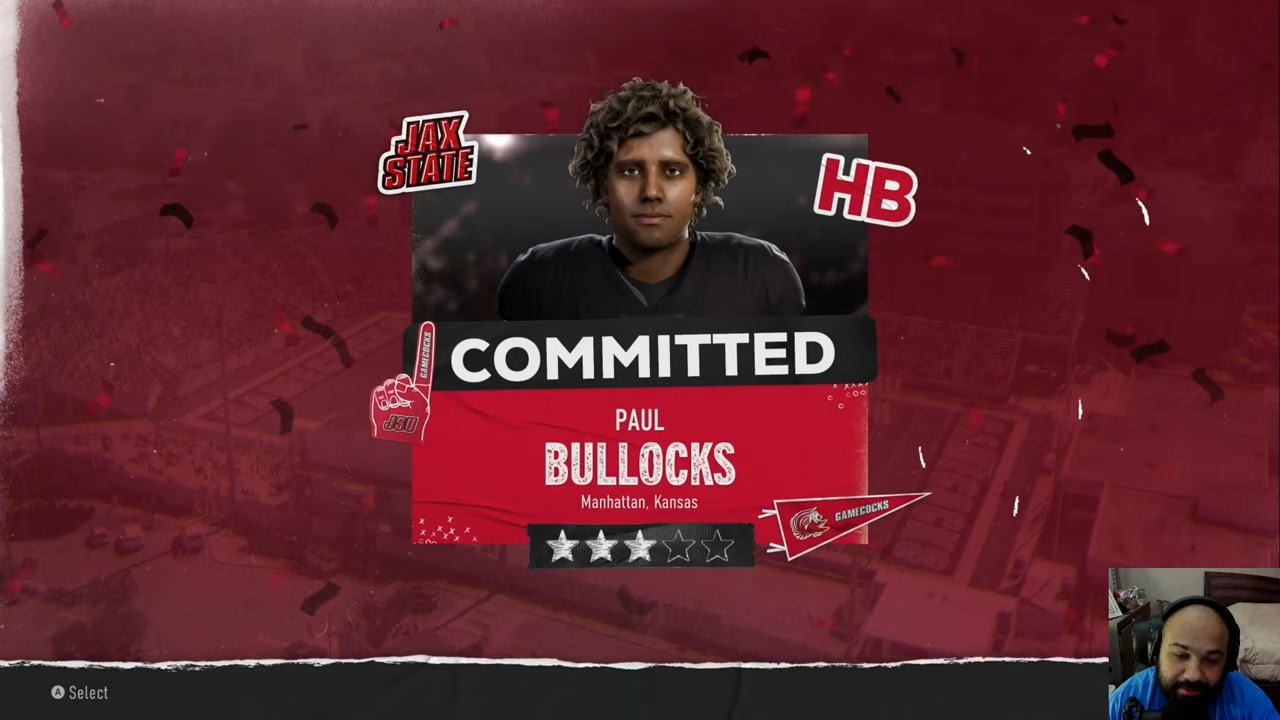 JAX
STATE
HB
GAMECOCKS
JSU
COMMITTED
PAUL
BULLOCKS
Manhattan, Kansas
GAMECOCKS
A Select